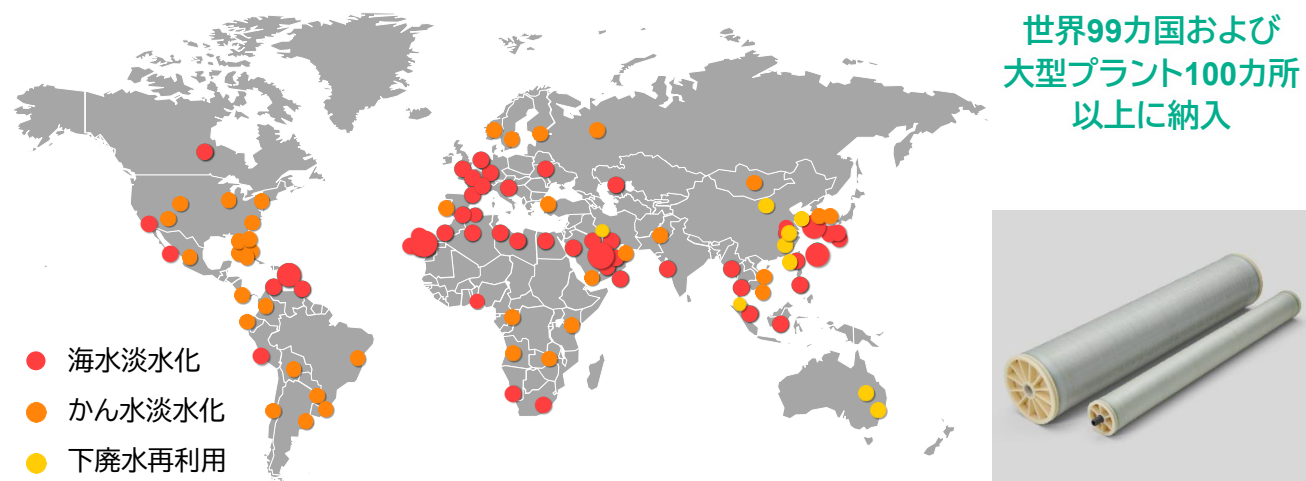 世界99カ国および
大型プラント100カ所
以上に納入
海水淡水化
かん水淡水化
下廃水再利用